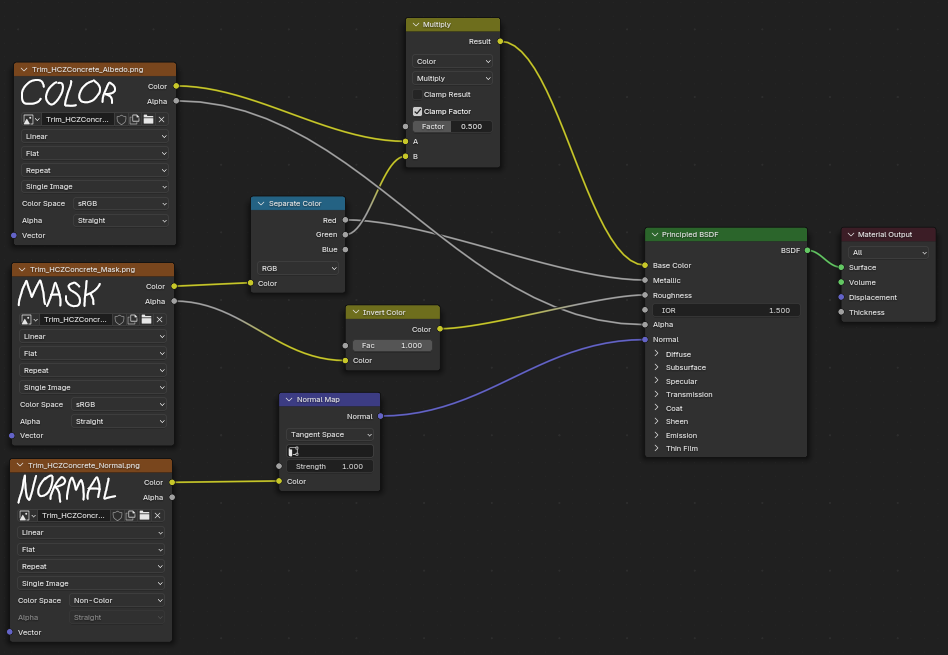 Multiply
Result
Color
Multiply
Clamp Result
Clamp Factor
Factor 0.500
A
B
Trim_HCZConcrete_Albedo.png
Color
Alpha
COLOR
Trim_HCZConcr...
Linear
Flat
Repeat
Single Image
Color Space sRGB
Alpha Straight
Vector
Separate Color
Red
Green
Blue
RGB
Color
Trim_HCZConcrete_Mask.png
Color
Alpha
MASK
Trim_HCZConcr...
Linear
Flat
Repeat
Single Image
Color Space sRGB
Alpha Straight
Vector
Invert Color
Color
Fac 1.000
Color
Normal Map
Normal
Tangent Space
Strength 1.000
Color
Trim_HCZConcrete_Normal.png
Color
Alpha
NORMAL
Trim_HCZConcr...
Linear
Flat
Repeat
Single Image
Color Space Non-Color
Alpha Straight
Vector
Principled BSDF
BSDF
Base Color
Metallic
Roughness
IOR 1.500
Alpha
Normal
Diffuse
Subsurface
Specular
Transmission
Coat
Sheen
Emission
Thin Film
Material Output
All
Surface
Volume
Displacement
Thickness